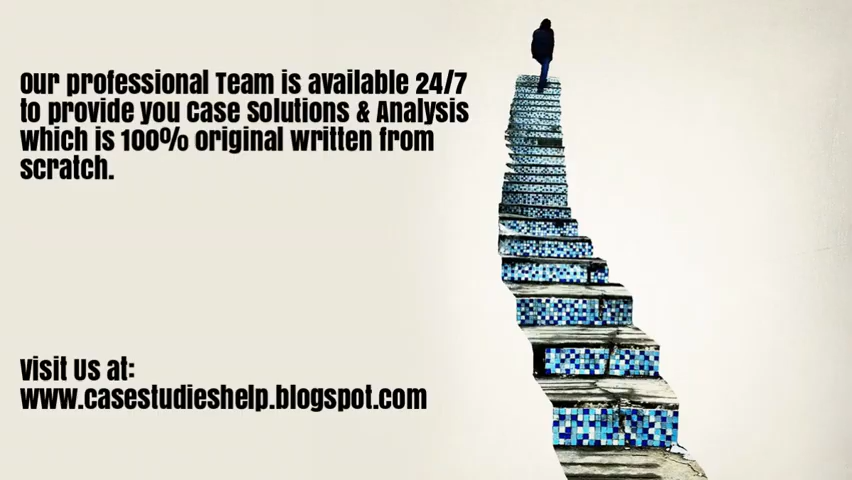 Our professional Team is available 24/7
to provide you Case Solutions & Analysis
which is 100% original written from
scratch.
Visit Us at:
www.casestudieshelp.blogspot.com